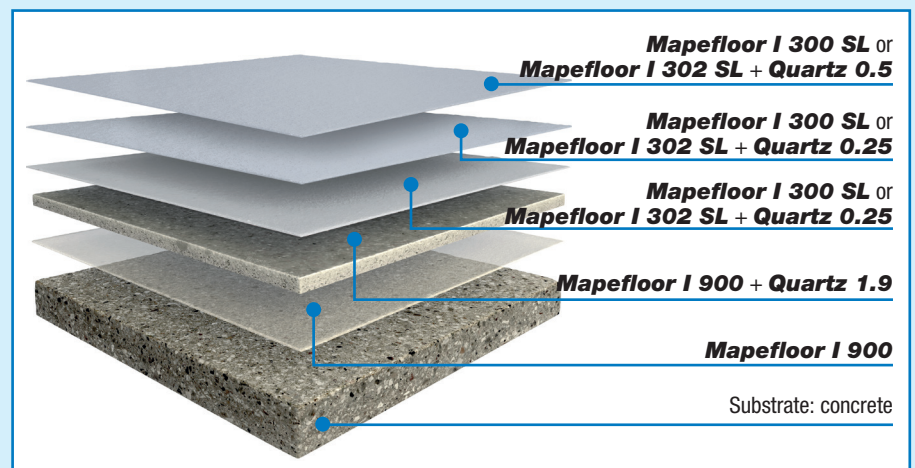 Mapefloor I 300 SL or
Mapefloor I 302 SL + Quartz 0.5
Mapefloor I 300 SL or
Mapefloor I 302 SL + Quartz 0.25
Mapefloor I 300 SL or
Mapefloor I 302 SL + Quartz 0.25
Mapefloor I 900 + Quartz 1.9
Mapefloor I 900
Substrate: concrete